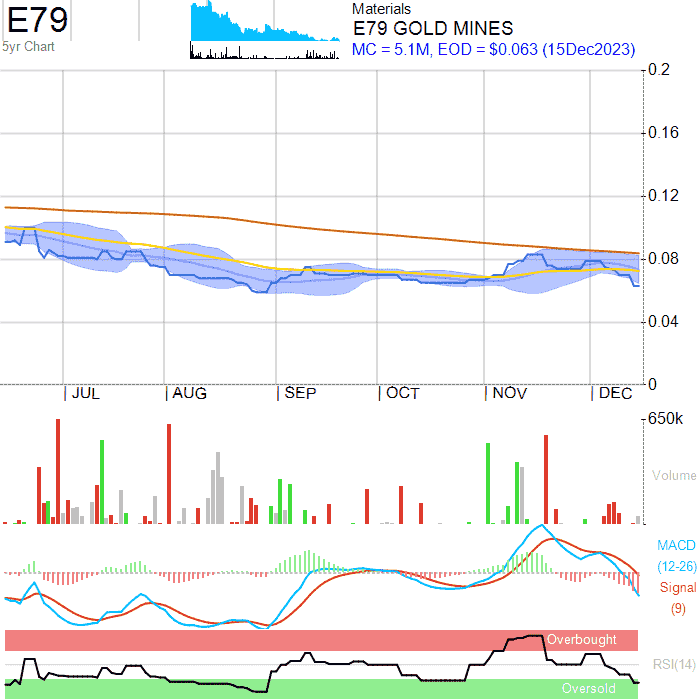 E79
5yr Chart
Materials
E79 GOLD MINES
MC = 5.1M, EOD = $0.063 (15Dec2023)
0.2
0.16
0.12
0.08
0.04
0
JUL AUG SEP OCT NOV DEC
650k
Volume
MACD
(12-26)
Signal
(9)
Overbought
RSI(14)
Oversold